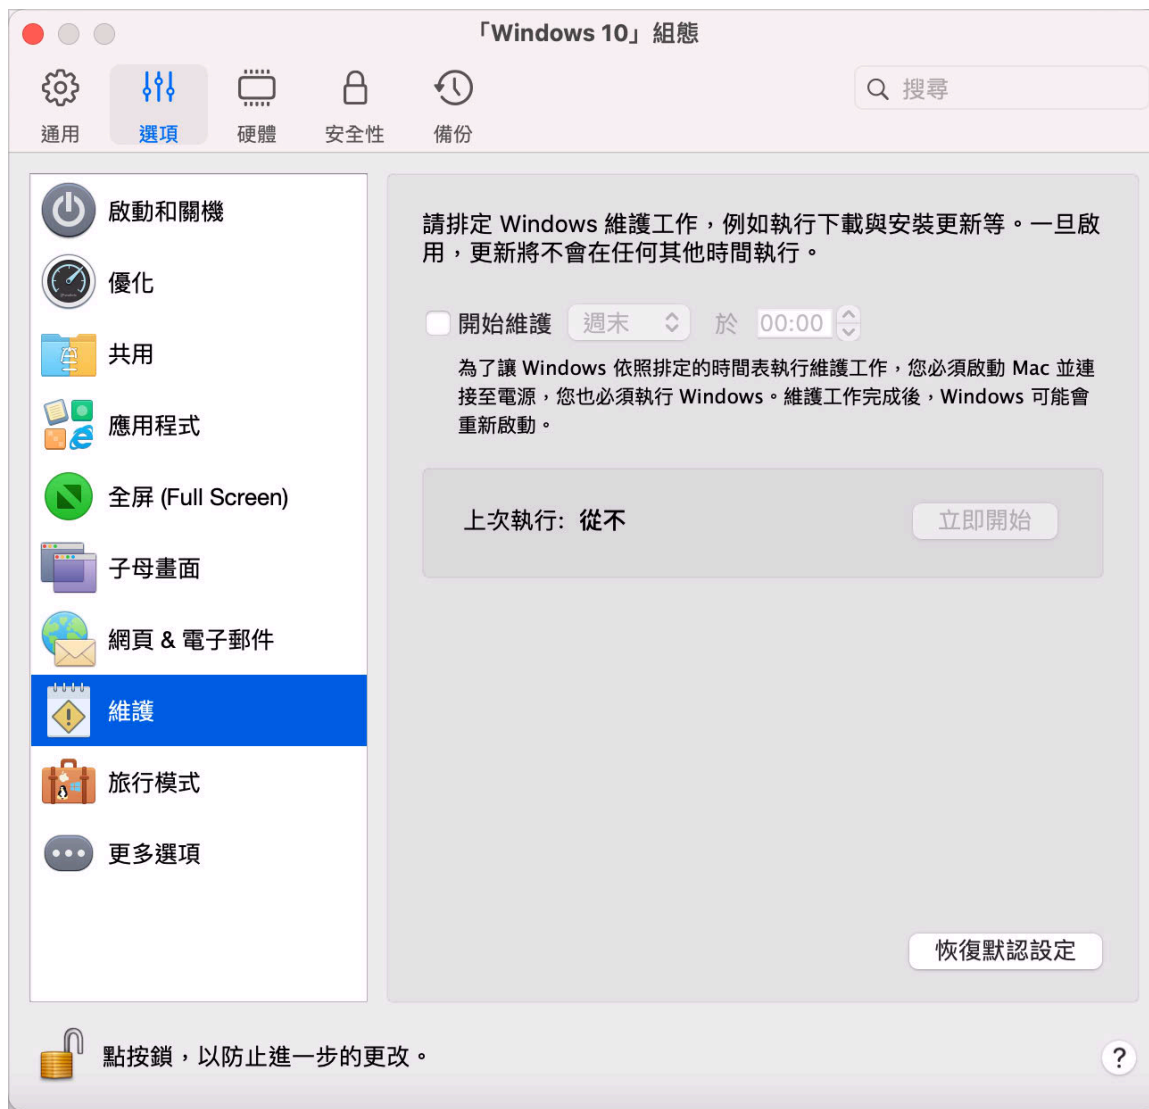 「Windows 10」組態
通用
選項
硬體
安全性
備份
搜尋
啟動和關機
優化
共用
應用程式
全屏 (Full Screen)
子母畫面
網頁 & 電子郵件
維護
旅行模式
更多選項
請排定 Windows 維護工作，例如執行下載與安裝更新等。一旦啟
用，更新將不會在任何其他時間執行。
開始維護 週末 於 00:00
為了讓 Windows 依照排定的時間表執行維護工作，您必須啟動 Mac 並連
接至電源，您也必須執行 Windows。維護工作完成後，Windows 可能會
重新啟動。
上次執行: 從不
立即開始
恢復默認設定
點按鎖，以防止進一步的更改。
?